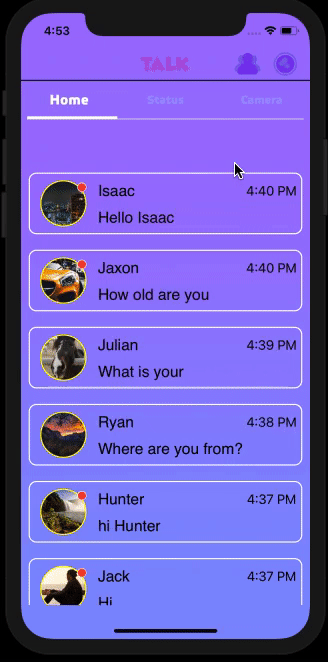 4:53
TALK
Home Status Camera
Isaac 4:40 PM
Hello Isaac
Jaxon 4:40 PM
How old are you
Julian 4:39 PM
What is your
Ryan 4:38 PM
Where are you from?
Hunter 4:37 PM
hi Hunter
Jack 4:37 PM
Hi